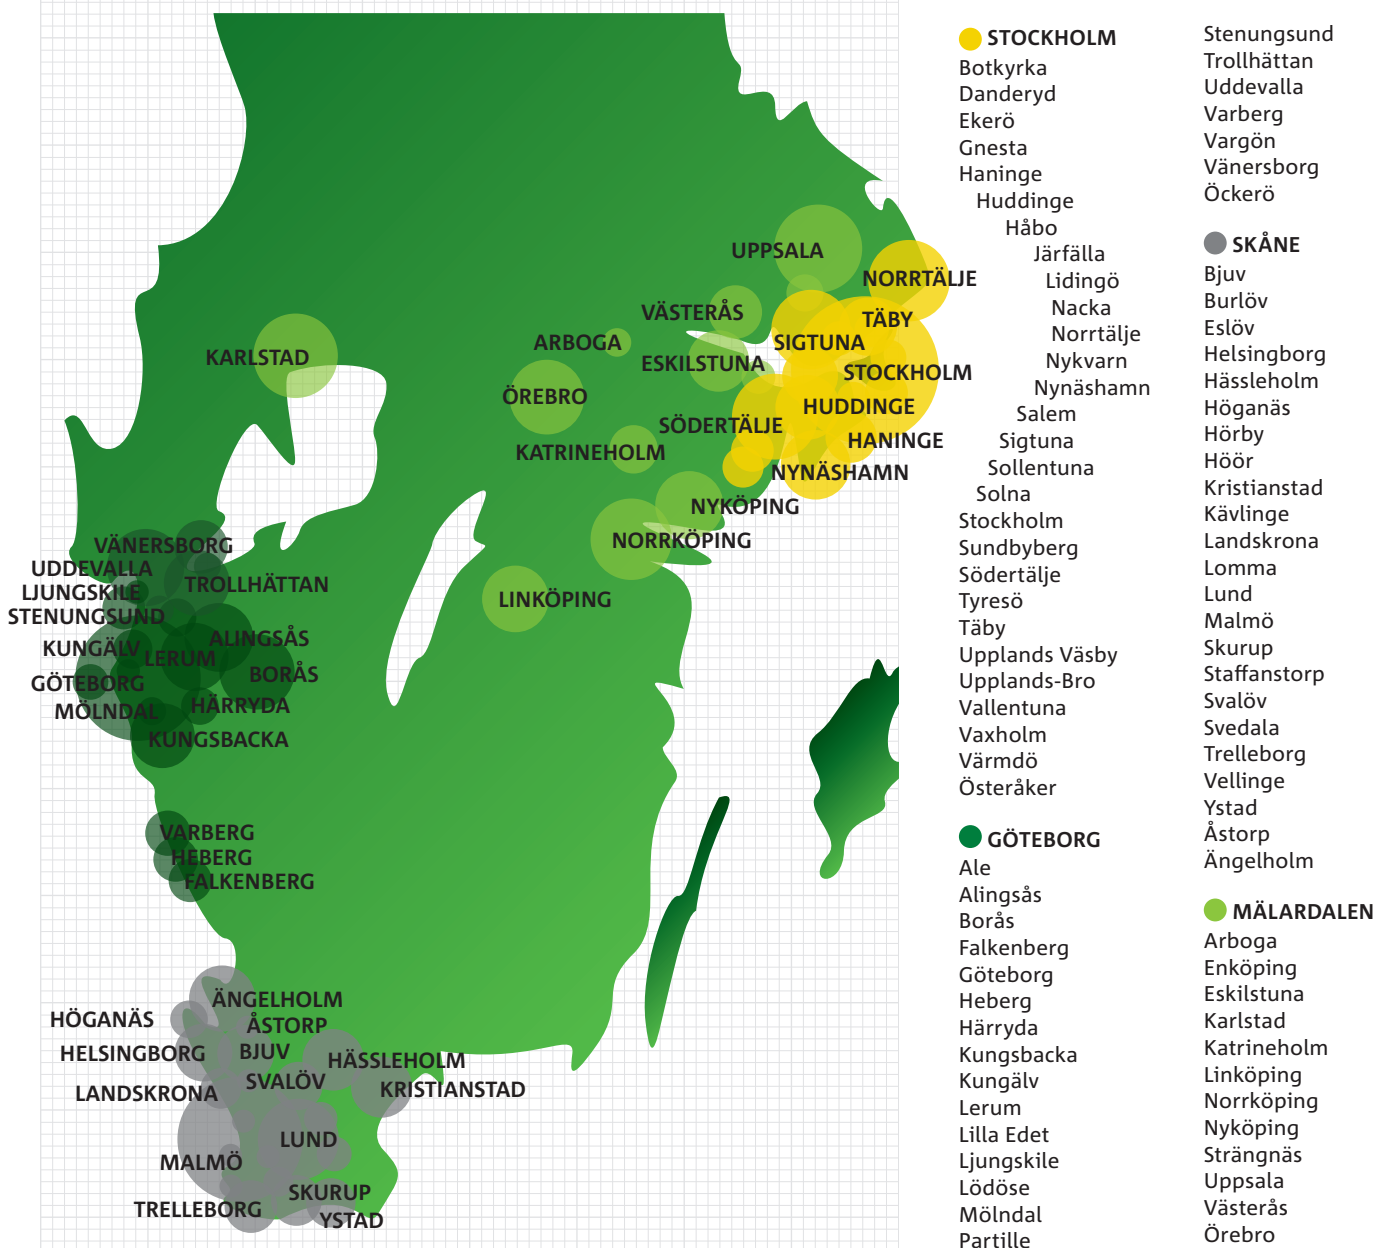 UPPSALA
NORRTÄLJE
VÄSTERÅS
TÄBY
ARBOGA
SIGTUNA
KARLSTAD
ESKILSTUNA
STOCKHOLM
ÖREBRO
HUDDINGE
SÖDERTÄLJE
HANINGE
KATRINEHOLM
NYNÄSHAMN
NYKÖPING
NORRKÖPING
LINKÖPING
VÄNERSBORG
UDDEVALLA
TROLLHÄTTAN
LJUNGSKILE
STENUNGSUND
ALINGSÅS
KUNGÄLV
LERUM
BORÅS
GÖTEBORG
HÄRRYDA
MÖLNDAL
KUNGSBACKA
VARBERG
HEBERG
FALKENBERG
ÄNGELHOLM
HÖGANÄS
ÅSTORP
HELSINGBORG
BJUV
HÄSSLEHOLM
SVALÖV
LANDSKRONA
KRISTIANSTAD
LUND
MALMÖ
SKURUP
TRELLEBORG
YSTAD
STOCKHOLM
Botkyrka
Danderyd
Ekerö
Gnesta
Haninge
Huddinge
Håbo
Järfälla
Lidingö
Nacka
Norrtälje
Nykvarn
Nynäshamn
Salem
Sigtuna
Sollentuna
Solna
Stockholm
Sundbyberg
Södertälje
Tyresö
Täby
Upplands Väsby
Upplands-Bro
Vallentuna
Vaxholm
Värmdö
Österåker
GÖTEBORG
Ale
Alingsås
Borås
Falkenberg
Göteborg
Heberg
Härryda
Kungsbacka
Kungälv
Lerum
Lilla Edet
Ljungskile
Lödöse
Mölndal
Partille
Stenungsund
Trollhättan
Uddevalla
Varberg
Vargön
Vänersborg
Öckerö
SKÅNE
Bjuv
Burlöv
Eslöv
Helsingborg
Hässleholm
Höganäs
Hörby
Höör
Kristianstad
Kävlinge
Landskrona
Lomma
Lund
Malmö
Skurup
Staffanstorp
Svalöv
Svedala
Trelleborg
Vellinge
Ystad
Åstorp
Ängelholm
MÄLARDALEN
Arboga
Enköping
Eskilstuna
Karlstad
Katrineholm
Linköping
Norrköping
Nyköping
Strängnäs
Uppsala
Västerås
Örebro